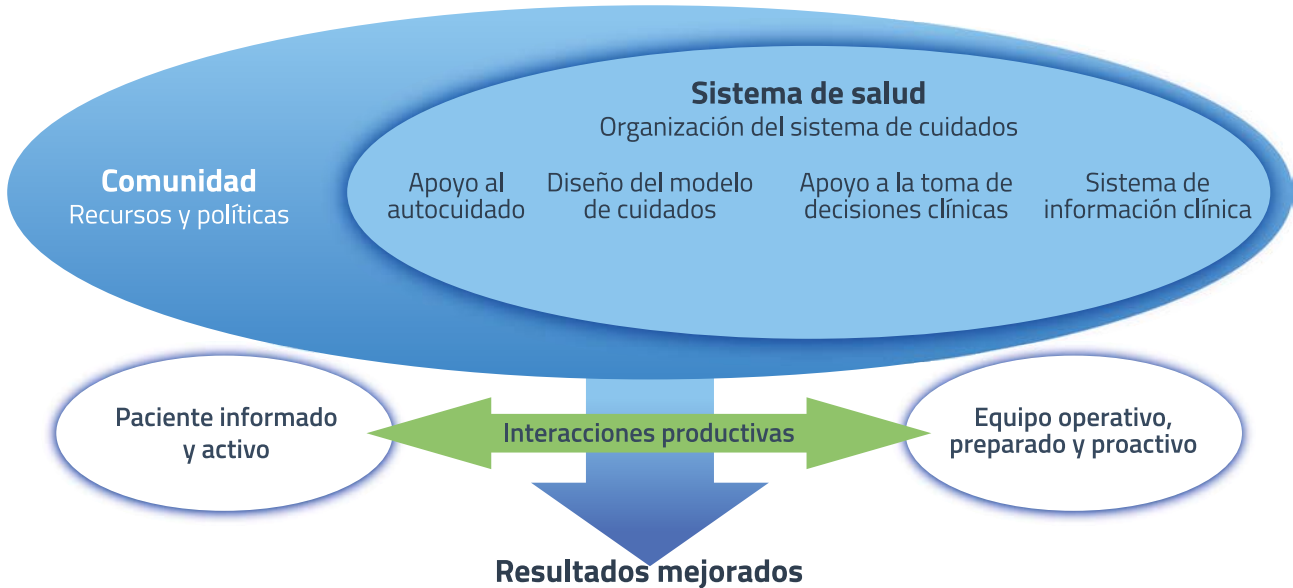 Sistema de salud
Organización del sistema de cuidados
Comunidad
Recursos y políticas
Apoyo al
autocuidado
Diseño del modelo
de cuidados
Apoyo a la toma de
decisiones clínicas
Sistema de
información clínica
Paciente informado
y activo
Interacciones productivas
Equipo operativo,
preparado y proactivo
Resultados mejorados